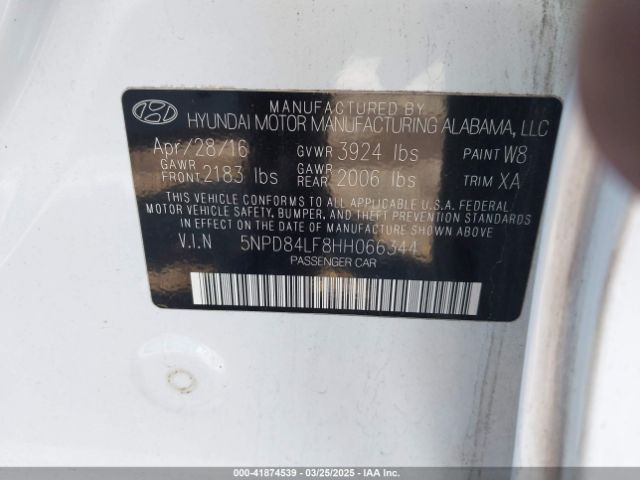 MANUFACTURED BY
HYUNDAI MOTOR MANUFACTURING ALABAMA, LLC
Apr/28/16 GVWR 3924 lbs PAINT W8
GAWR FRONT 2183 lbs GAWR REAR 2006 lbs TRIM XA
THIS VEHICLE CONFORMS TO ALL APPLICABLE U.S.A FEDERAL
MOTOR VEHICLE SAFETY, BUMPER, AND THEFT PREVENTION STANDARDS
IN EFFECT ON THE DATE OF MANUFACTURE SHOWN ABOVE.
V.I.N 5NPD84LF8HH066344
PASSENGER CAR
000-41874539 • 03/25/2025 • IAAI Inc.